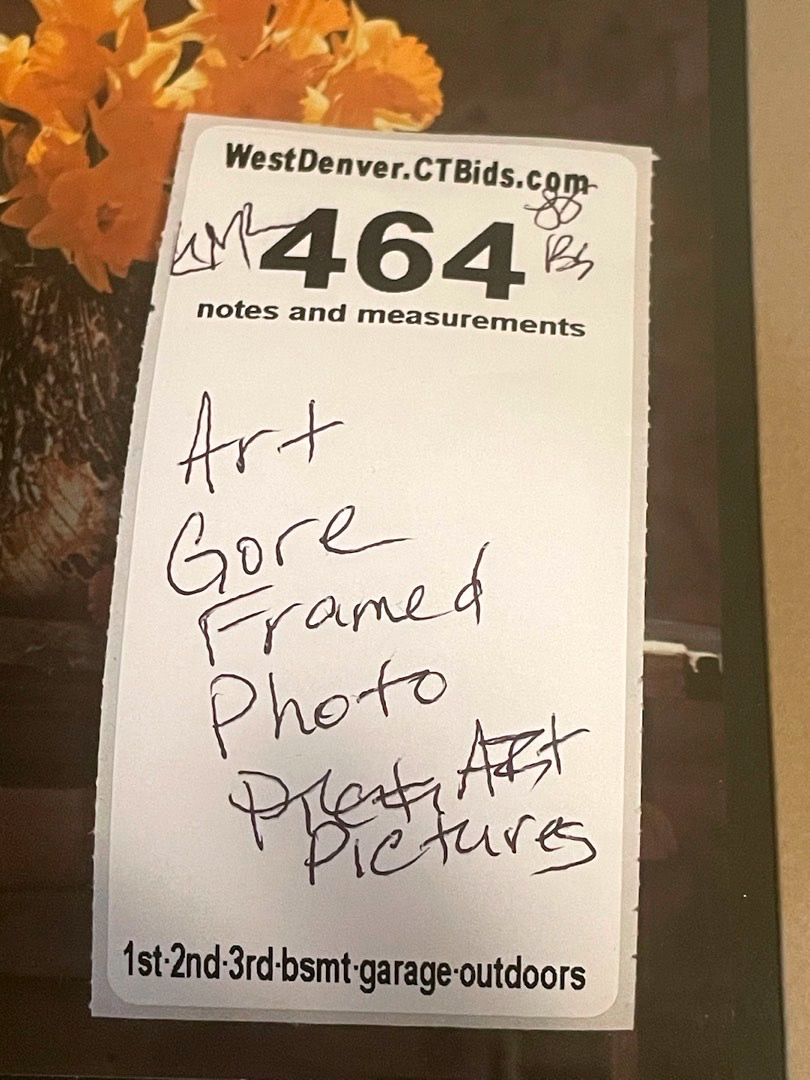 WestDenver.CTBids.com
464
notes and measurements
Art
Gore
Framed
Photo
Art
Pictures
1st·2nd·3rd·bsmt·garage·outdoors